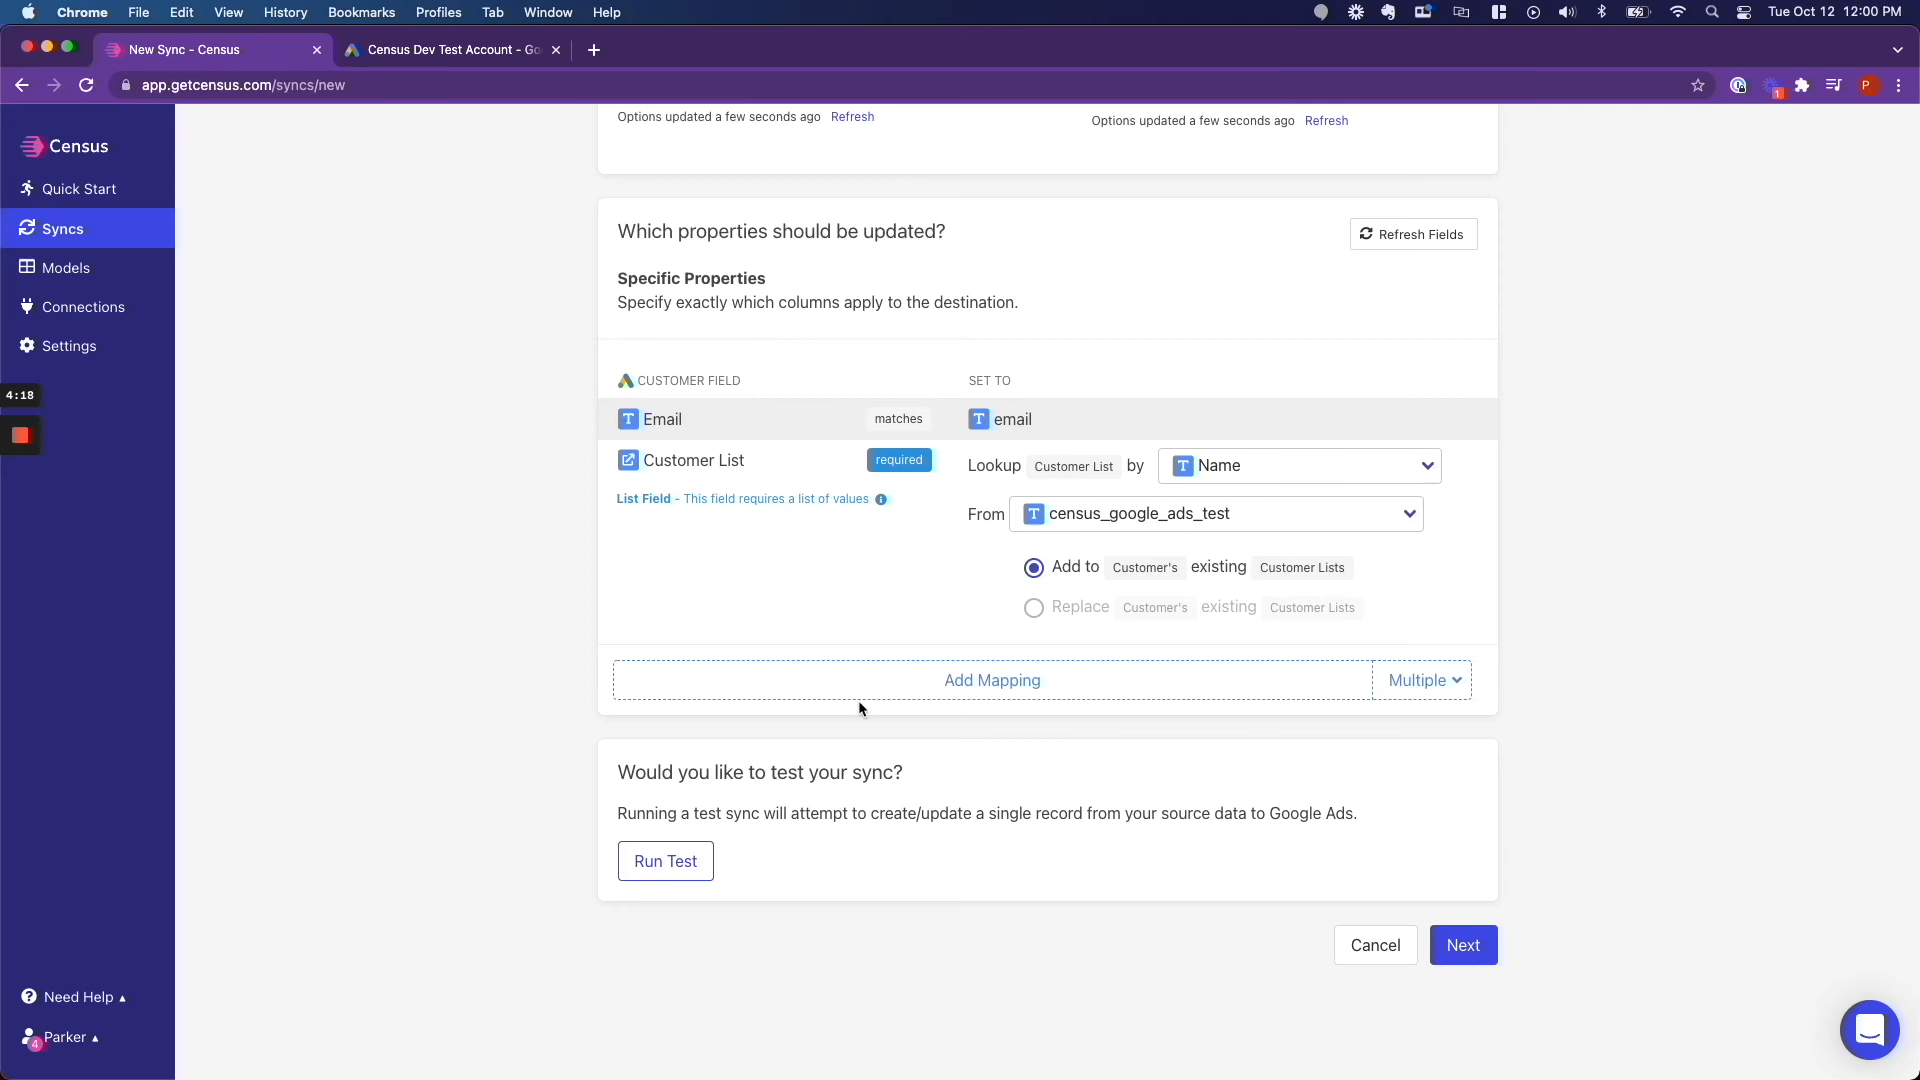 Chrome File Edit View History Bookmarks Profiles Tab Window Help Tue Oct 12 12:00 PM
New Sync - Census Census Dev Test Account - Go
app.getcensus.com/syncs/new 1 P
Census
Quick Start
Syncs
Models
Connections
Settings
4:18
Need Help
Parker
4
Options updated a few seconds ago Refresh
Options updated a few seconds ago Refresh
Which properties should be updated?
Refresh Fields
Specific Properties
Specify exactly which columns apply to the destination.
CUSTOMER FIELD SET TO
T Email matches T email
Customer List required Lookup Customer List by T Name
List Field - This field requires a list of values
From T census_google_ads_test
Add to Customer's existing Customer Lists
Replace Customer's existing Customer Lists
Add Mapping Multiple
Would you like to test your sync?
Running a test sync will attempt to create/update a single record from your source data to Google Ads.
Run Test
Cancel Next